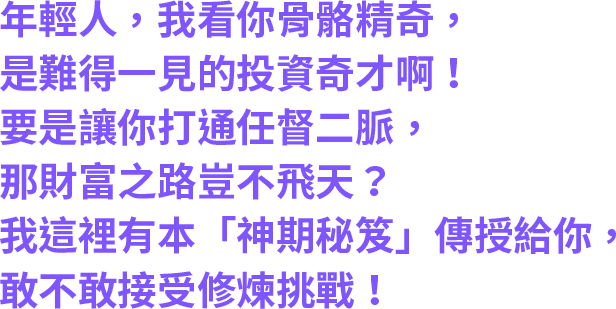 年輕人，我看你骨骼精奇，
是難得一見的投資奇才啊！
要是讓你打通任督二脈，
那財富之路豈不飛天？
我這裡有本「神期秘笈」傳授給你，
敢不敢接受修煉挑戰！